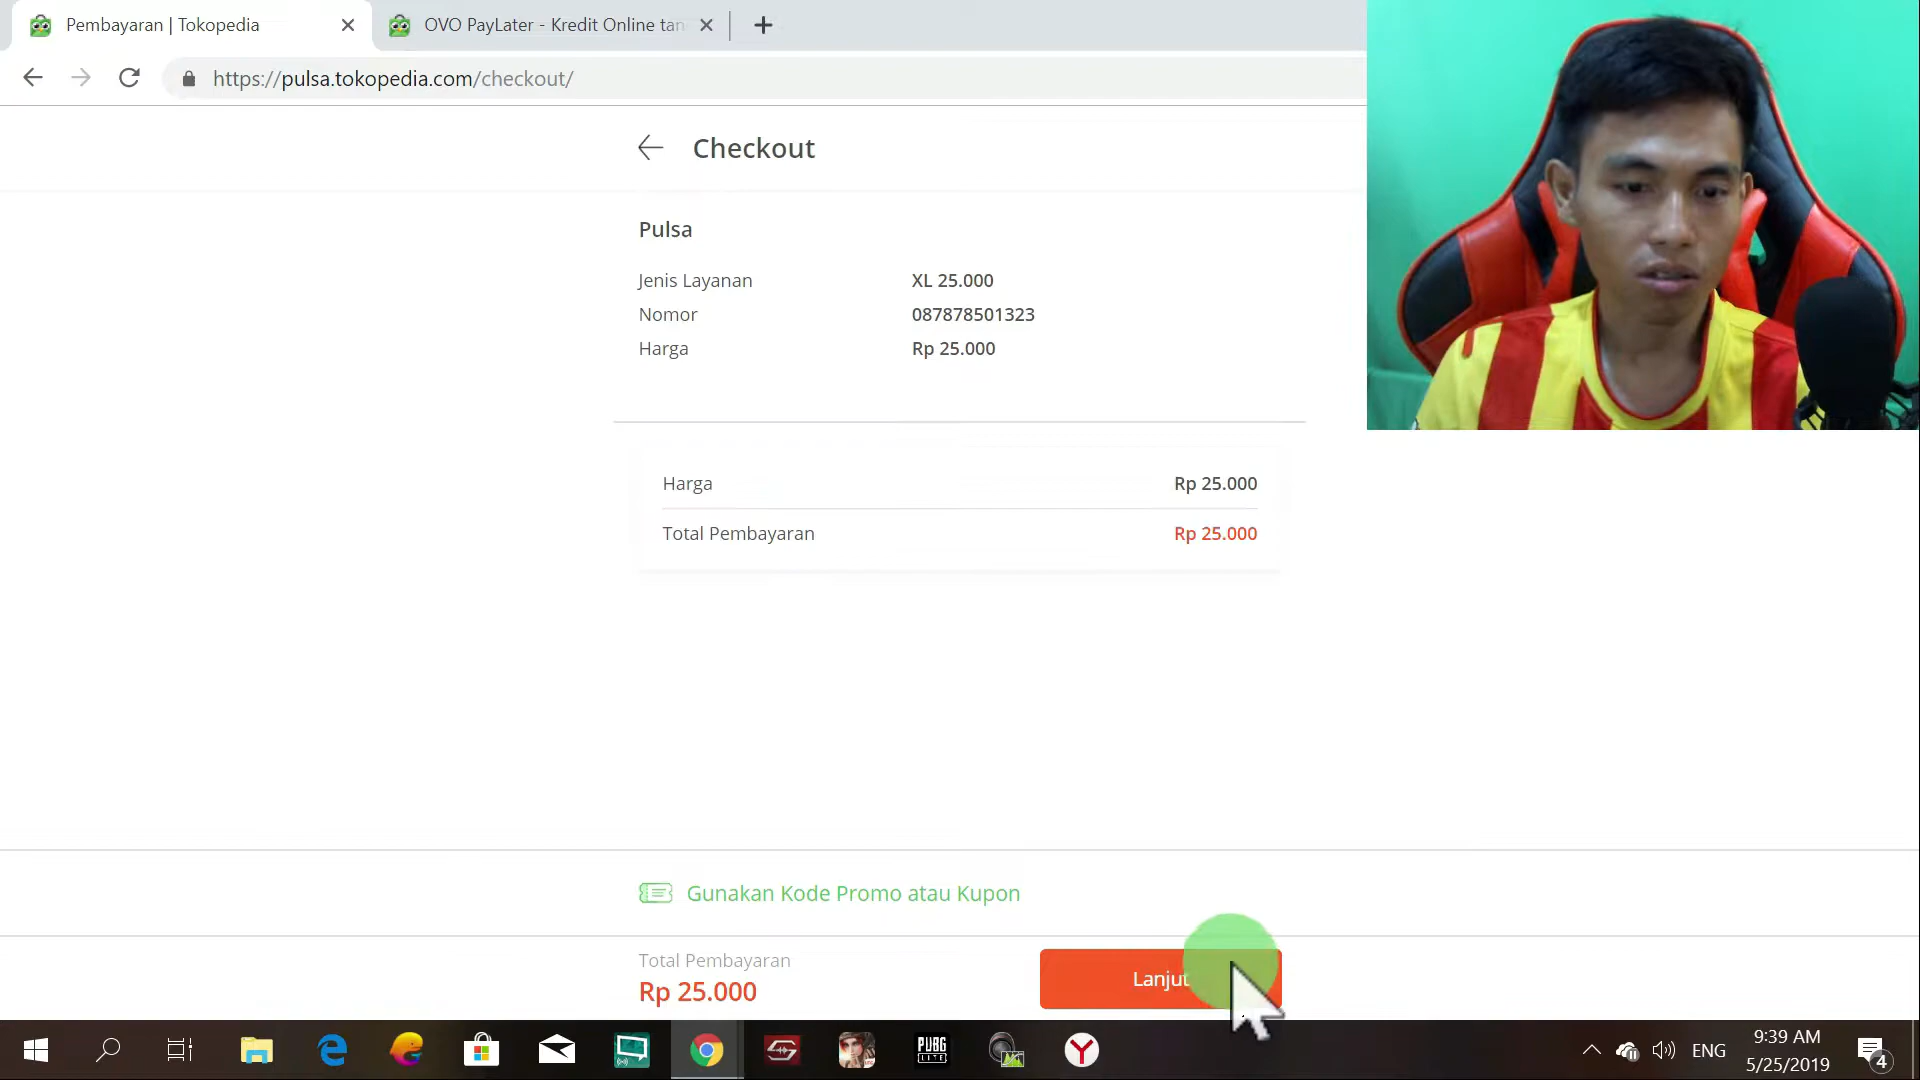 Pembayaran | Tokopedia
OVO PayLater - Kredit Online tan
https://pulsa.tokopedia.com/checkout/
Checkout
Pulsa
Jenis Layanan XL 25.000
Nomor 087878501323
Harga Rp 25.000
Harga Rp 25.000
Total Pembayaran Rp 25.000
Gunakan Kode Promo atau Kupon
Total Pembayaran
Rp 25.000
Lanjut
PUBG
LITE
ENG
9:39 AM
5/25/2019
4